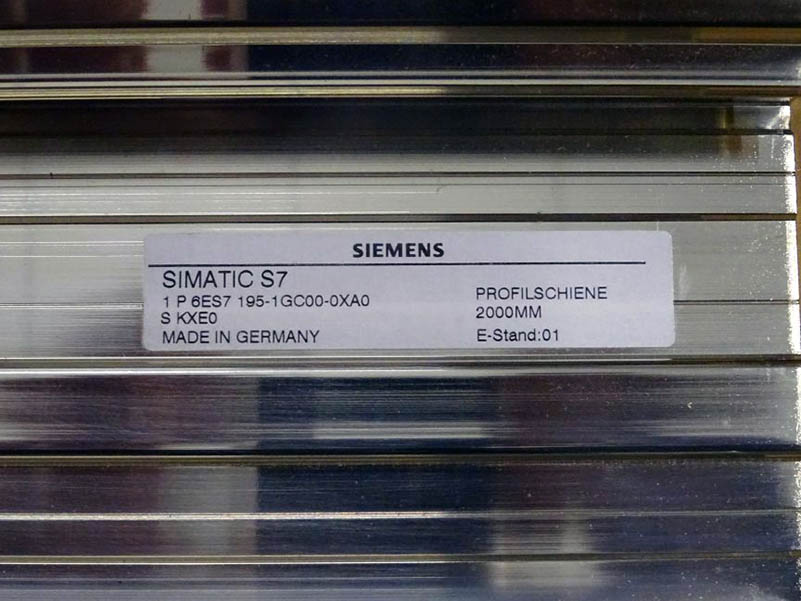 SIEMENS
SIMATIC S7
1 P 6ES7 195-1GC00-0XA0
S KXE0
MADE IN GERMANY
PROFILSCHIENE
2000MM
E-Stand:01